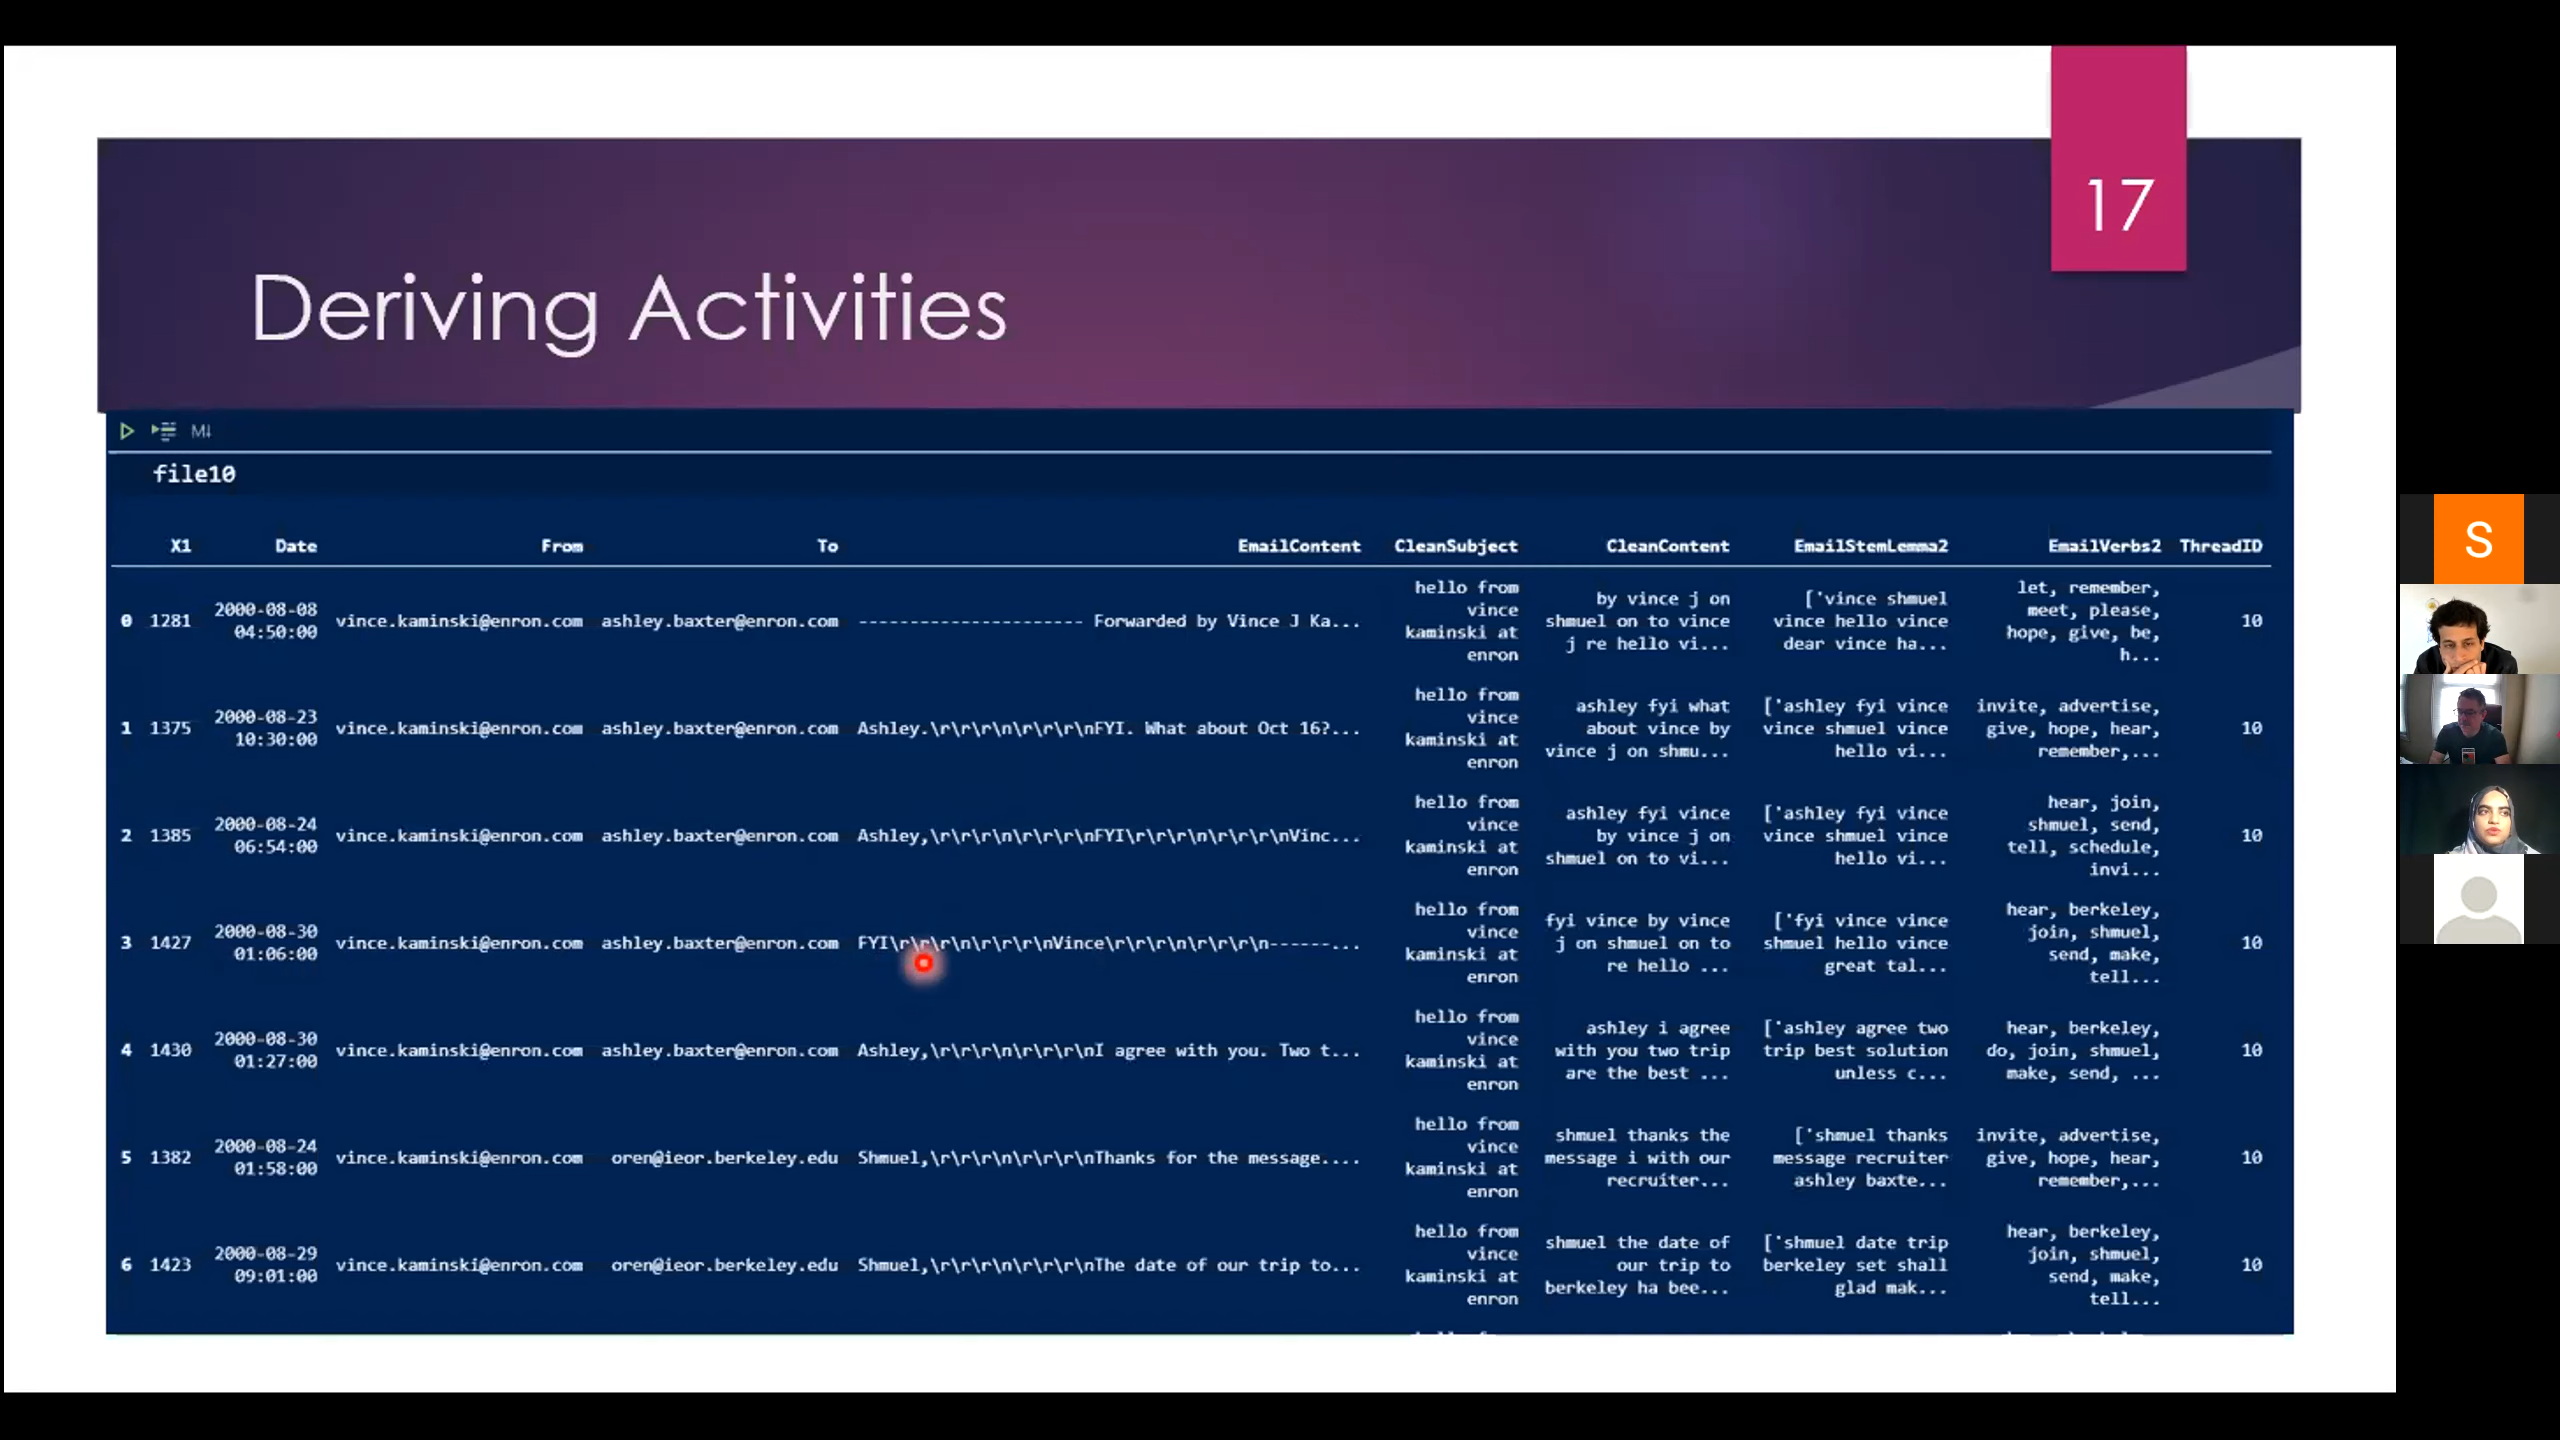 17
Deriving Activities
M↓
file10
X1 Date From To EmailContent CleanSubject CleanContent EmailStemLemma2 EmailVerbs2 ThreadID
0 1281 2000-08-08 04:50:00 vince.kaminski@enron.com ashley.baxter@enron.com ---------------------- Forwarded by Vince J Ka... hello from vince kaminski at enron by vince j on shmuel on to vince j re hello vi... ['vince shmuel vince hello vince dear vince ha... let, remember, meet, please, hope, give, be, h... 10
1 1375 2000-08-23 10:30:00 vince.kaminski@enron.com ashley.baxter@enron.com Ashley.\r\r\r\n\r\r\r\nFYI. What about Oct 16?... hello from vince kaminski at enron ashley fyi what about vince by vince j on shmu... ['ashley fyi vince vince shmuel vince hello vi... invite, advertise, give, hope, hear, remember,... 10
2 1385 2000-08-24 06:54:00 vince.kaminski@enron.com ashley.baxter@enron.com Ashley,\r\r\r\n\r\r\r\nFYI\r\r\r\n\r\r\r\nVinc... hello from vince kaminski at enron ashley fyi vince by vince j on shmuel on to vi... ['ashley fyi vince vince shmuel vince hello vi... hear, join, shmuel, send, tell, schedule, invi... 10
3 1427 2000-08-30 01:06:00 vince.kaminski@enron.com ashley.baxter@enron.com FYI\r\r\r\n\r\r\r\nVince\r\r\r\n\r\r\r\n------... hello from vince kaminski at enron fyi vince by vince j on shmuel on to re hello ... ['fyi vince vince shmuel hello vince great tal... hear, berkeley, join, shmuel, send, make, tell... 10
4 1430 2000-08-30 01:27:00 vince.kaminski@enron.com ashley.baxter@enron.com Ashley,\r\r\r\n\r\r\r\nI agree with you. Two t... hello from vince kaminski at enron ashley i agree with you two trip are the best ... ['ashley agree two trip best solution unless c... hear, berkeley, do, join, shmuel, make, send, ... 10
5 1382 2000-08-24 01:58:00 vince.kaminski@enron.com oren@ieor.berkeley.edu Shmuel,\r\r\r\n\r\r\r\nThanks for the message.... hello from vince kaminski at enron shmuel thanks the message i with our recruiter... ['shmuel thanks message recruiter ashley baxte... invite, advertise, give, hope, hear, remember,... 10
6 1423 2000-08-29 09:01:00 vince.kaminski@enron.com oren@ieor.berkeley.edu Shmuel,\r\r\r\n\r\r\r\nThe date of our trip to... hello from vince kaminski at enron shmuel the date of our trip to berkeley ha bee... ['shmuel date trip berkeley set shall glad mak... hear, berkeley, join, shmuel, send, make, tell... 10
S